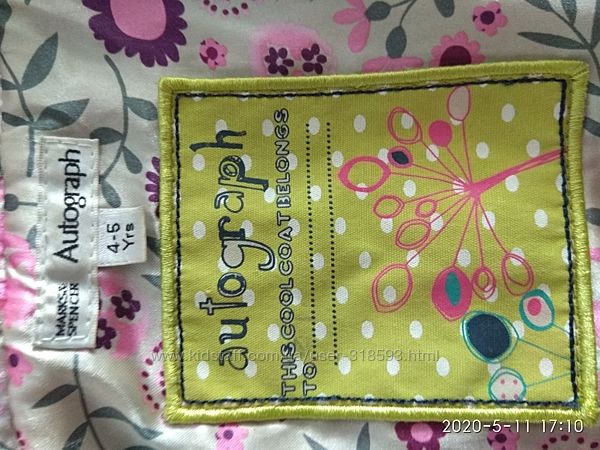 MARKS &
SPENCER
Autograph
4-5
Yrs
autograph
THIS COOL COAT BELONGS
TO
2020-5-11 17:10